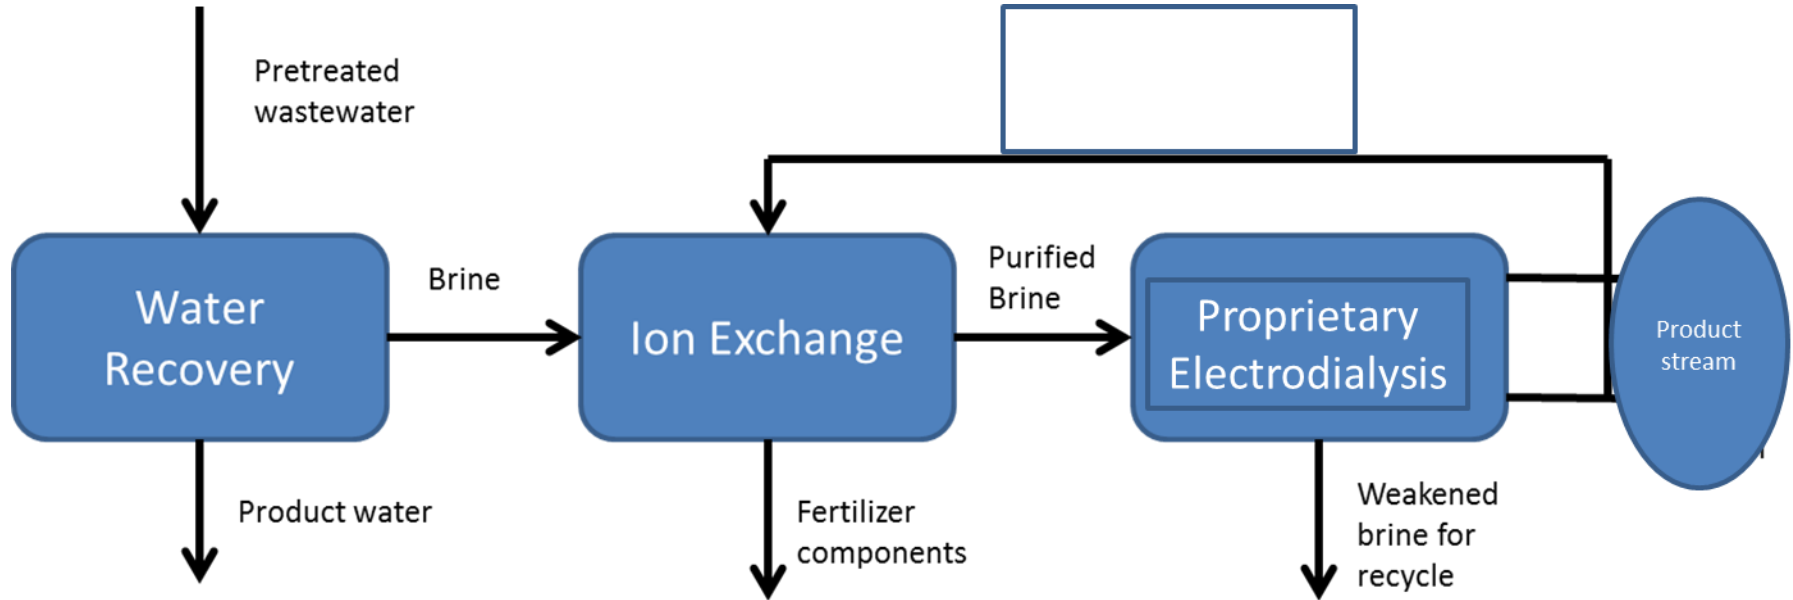 Pretreated
wastewater
Water
Recovery
Brine
Ion Exchange
Purified
Brine
Proprietary
Electrodialysis
Product
stream
Product water
Fertilizer
components
Weakened
brine for
recycle